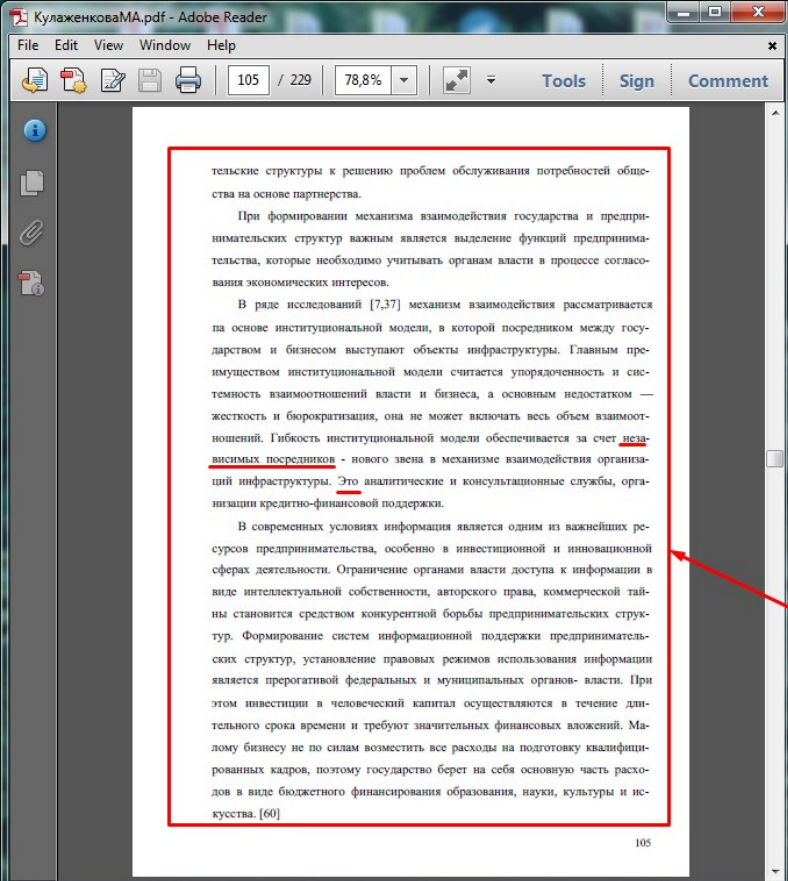 КулаженковаМА.pdf - Adobe Reader
File Edit View Window Help
105 / 229 78,8% Tools Sign Comment
тельские структуры к решению проблем обслуживания потребностей обще-
ства на основе партнерства.
При формировании механизма взаимодействия государства и предпри-
нимательских структур важным является выделение функций предпринима-
тельства, которые необходимо учитывать органам власти в процессе согласо-
вания экономических интересов.
В ряде исследований [7,37] механизм взаимодействия рассматривается
па основе институциональной модели, в которой посредником между госу-
дарством и бизнесом выступают объекты инфраструктуры. Главным пре-
имуществом институциональной модели считается упорядоченность и сис-
темность взаимоотношений власти и бизнеса, а основным недостатком —
жесткость и бюрократизация, она не может включать весь объем взаимоот-
ношений. Гибкость институциональной модели обеспечивается за счет неза-
висимых посредников - нового звена в механизме взаимодействия организа-
ций инфраструктуры. Это аналитические и консультационные службы, орга-
низации кредитно-финансовой поддержки.
В современных условиях информация является одним из важнейших ре-
сурсов предпринимательства, особенно в инвестиционной и инновационной
сферах деятельности. Ограничение органами власти доступа к информации в
виде интеллектуальной собственности, авторского права, коммерческой тай-
ны становится средством конкурентной борьбы предпринимательских струк-
тур. Формирование систем информационной поддержки предприниматель-
ских структур, установление правовых режимов использования информации
является прерогативой федеральных и муниципальных органов- власти. При
этом инвестиции в человеческий капитал осуществляются в течение дли-
тельного срока времени и требуют значительных финансовых вложений. Ма-
лому бизнесу не по силам возместить все расходы на подготовку квалифици-
рованных кадров, поэтому государство берет на себя основную часть расхо-
дов в виде бюджетного финансирования образования, науки, культуры и ис-
кусства. [60]
105